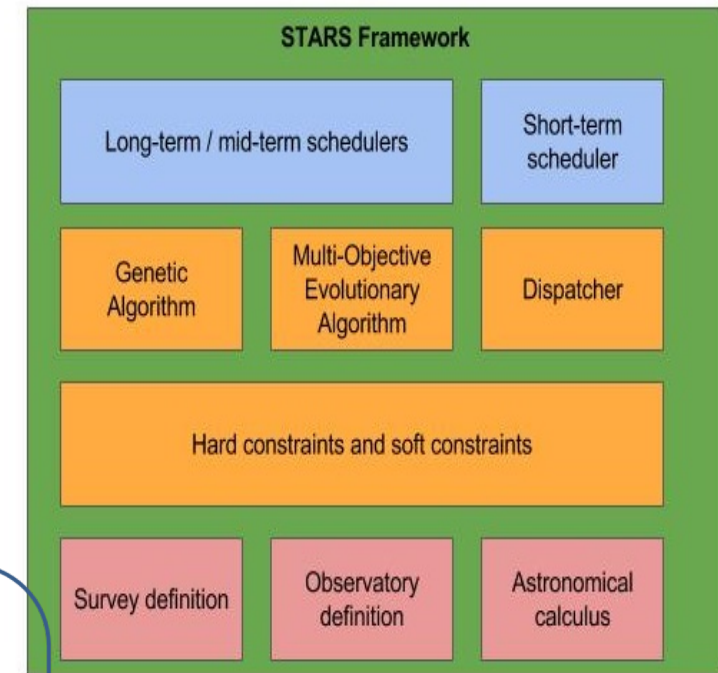 STARS Framework
Long-term / mid-term schedulers
Short-term
scheduler
Genetic
Algorithm
Multi-Objective
Evolutionary
Algorithm
Dispatcher
Hard constraints and soft constraints
Survey definition
Observatory
definition
Astronomical
calculus